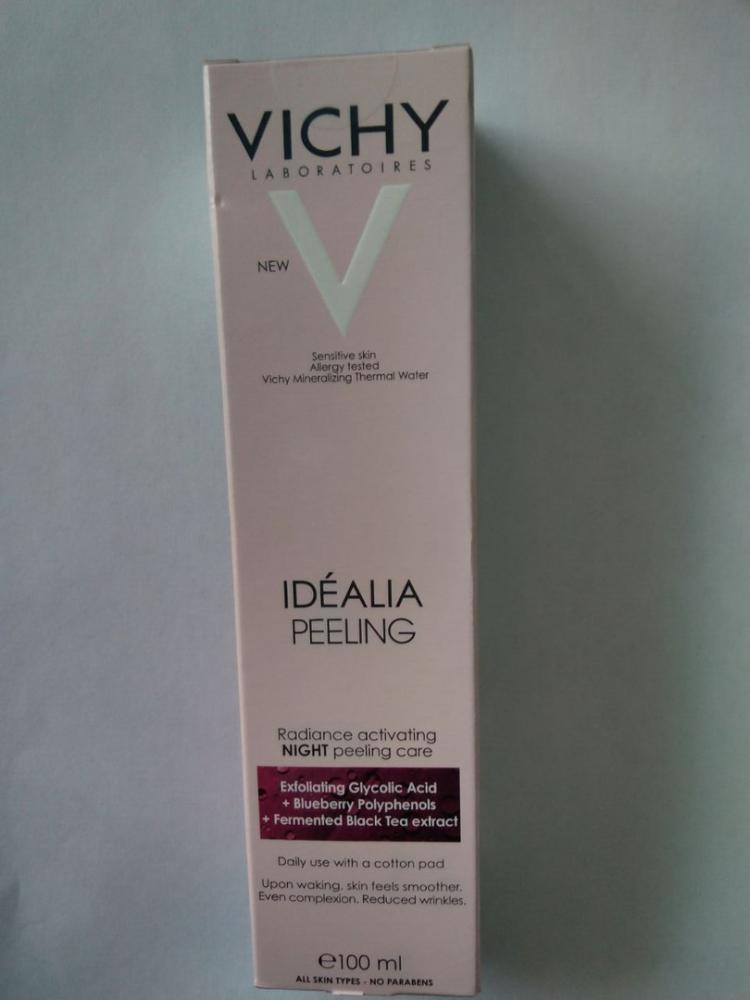 VICHY
LABORATOIRES
NEW
Sensitive skin
Allergy tested
Vichy Mineralizing Thermal Water
IDÉALIA
PEELING
Radiance activating
NIGHT peeling care
Exfoliating Glycolic Acid
+ Blueberry Polyphenols
+ Fermented Black Tea extract
Daily use with a cotton pad
Upon waking, skin feels smoother.
Even complexion. Reduced wrinkles.
℮100 ml
ALL SKIN TYPES - NO PARABENS